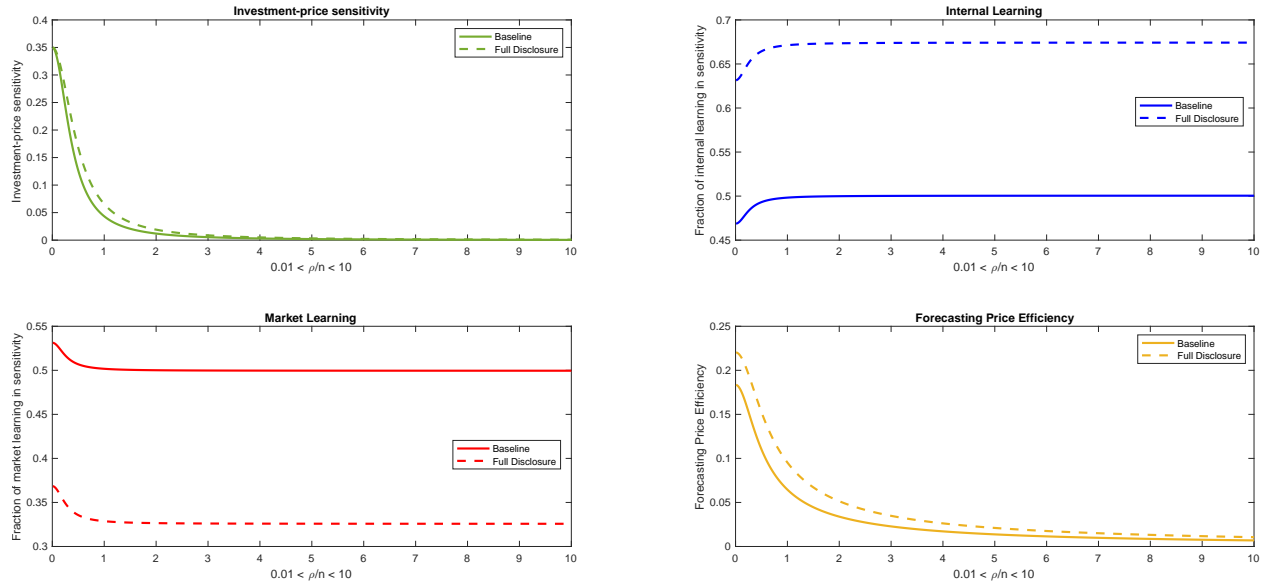 Investment-price sensitivity
Investment-price sensitivity
0.4
0.35
0.3
0.25
0.2
0.15
0.1
0.05
0
Baseline
Full Disclosure
0 1 2 3 4 5 6 7 8 9 10
0.01 < ρ/n < 10
Internal Learning
Fraction of internal learning in sensitivity
0.7
0.65
0.6
0.55
0.5
0.45
Baseline
Full Disclosure
0 1 2 3 4 5 6 7 8 9 10
0.01 < ρ/n < 10
Market Learning
Fraction of market learning in sensitivity
0.55
0.5
0.45
0.4
0.35
0.3
Baseline
Full Disclosure
0 1 2 3 4 5 6 7 8 9 10
0.01 < ρ/n < 10
Forecasting Price Efficiency
Forecasting Price Efficiency
0.25
0.2
0.15
0.1
0.05
0
Baseline
Full Disclosure
0 1 2 3 4 5 6 7 8 9 10
0.01 < ρ/n < 10